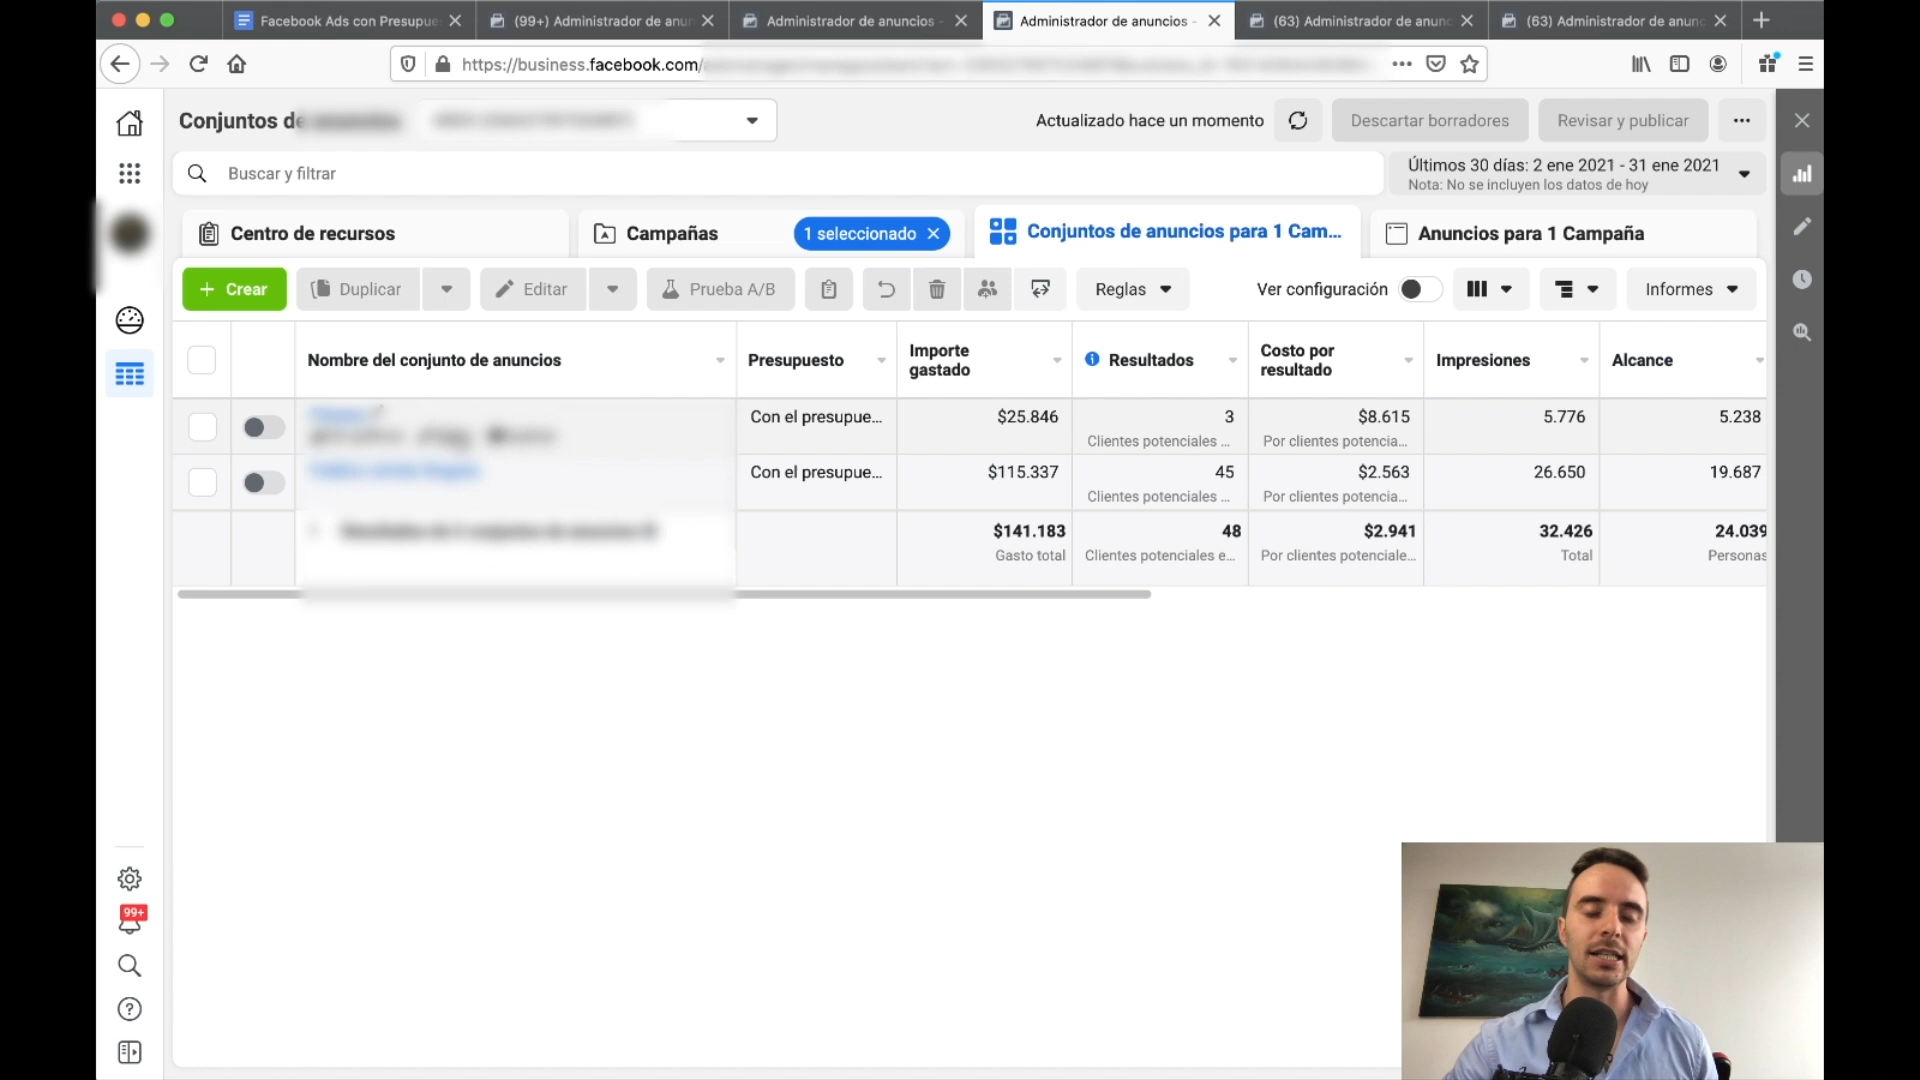 Facebook Ads con Presupue
(99+) Administrador de anun
Administrador de anuncios -
Administrador de anuncios -
(63) Administrador de anunc
(63) Administrador de anunc
https://business.facebook.com/
Conjuntos de
Actualizado hace un momento
Descartar borradores
Revisar y publicar
Buscar y filtrar
Últimos 30 días: 2 ene 2021 - 31 ene 2021
Nota: No se incluyen los datos de hoy
Centro de recursos
Campañas
1 seleccionado
Conjuntos de anuncios para 1 Cam...
Anuncios para 1 Campaña
+ Crear
Duplicar
Editar
Prueba A/B
Reglas
Ver configuración
Informes
Nombre del conjunto de anuncios
Presupuesto
Importe gastado
Resultados
Costo por resultado
Impresiones
Alcance
Con el presupue... $25.846 3 $8.615 5.776 5.238
Clientes potenciales ... Por clientes potencia...
Con el presupue... $115.337 45 $2.563 26.650 19.687
Clientes potenciales ... Por clientes potencia...
$141.183 48 $2.941 32.426 24.039
Gasto total Clientes potenciales e... Por clientes potenciale... Total Personas
99+